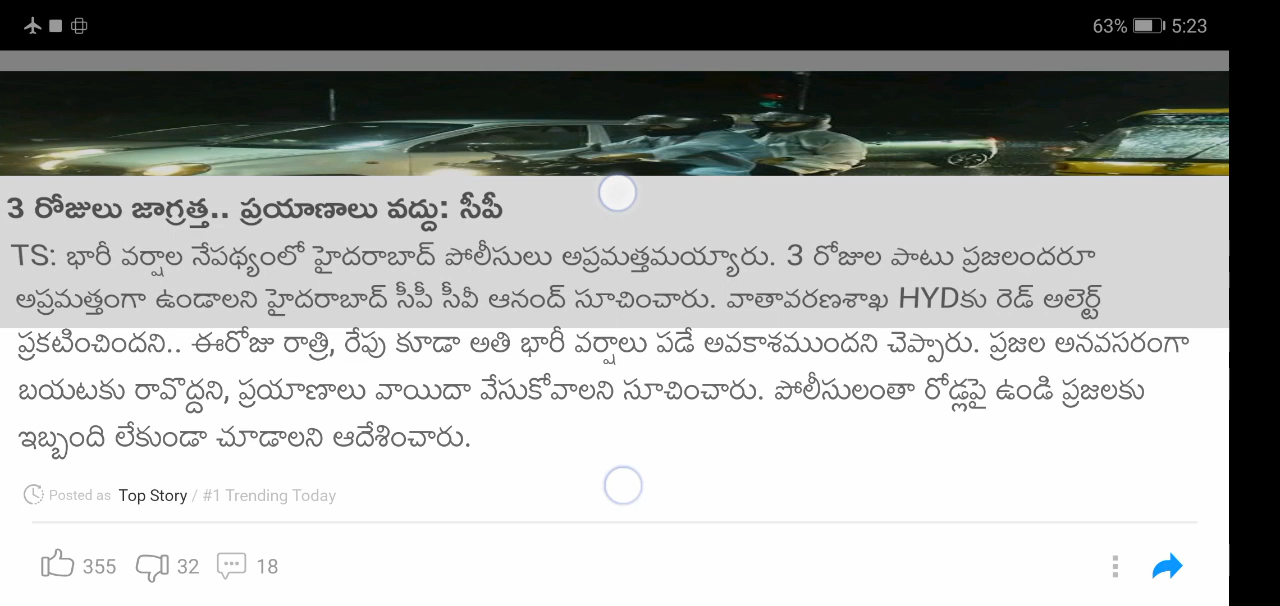 63% 5:23
3 రోజులు జాగ్రత్త.. ప్రయాణాలు వద్దు: సీపీ
TS: భారీ వర్షాల నేపథ్యంలో హైదరాబాద్ పోలీసులు అప్రమత్తమయ్యారు. 3 రోజుల పాటు ప్రజలందరూ
అప్రమత్తంగా ఉండాలని హైదరాబాద్ సీపీ సీవీ ఆనంద్ సూచించారు. వాతావరణశాఖ HYDకు రెడ్ అలెర్ట్
ప్రకటించిందని.. ఈరోజు రాత్రి, రేపు కూడా అతి భారీ వర్షాలు పడే అవకాశముందని చెప్పారు. ప్రజల అనవసరంగా
బయటకు రావొద్దని, ప్రయాణాలు వాయిదా వేసుకోవాలని సూచించారు. పోలీసులంతా రోడ్లపై ఉండి ప్రజలకు
ఇబ్బంది లేకుండా చూడాలని ఆదేశించారు.
Posted as Top Story / #1 Trending Today
355 32 18